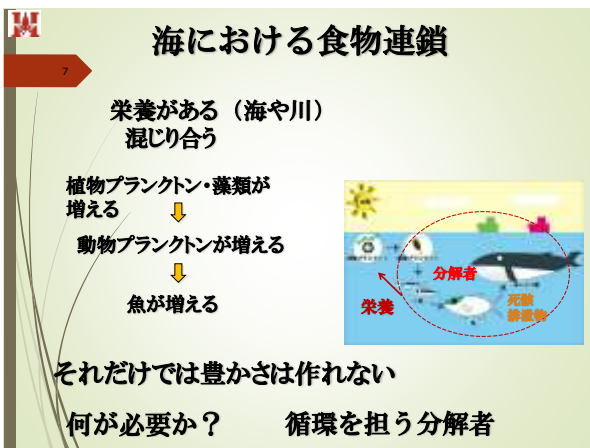 海における食物連鎖
7
栄養がある（海や川）
混じり合う
植物プランクトン・藻類が
増える
動物プランクトンが増える
魚が増える
分解者
栄養
死骸
排泄物
それだけでは豊かさは作れない
何が必要か？　循環を担う分解者